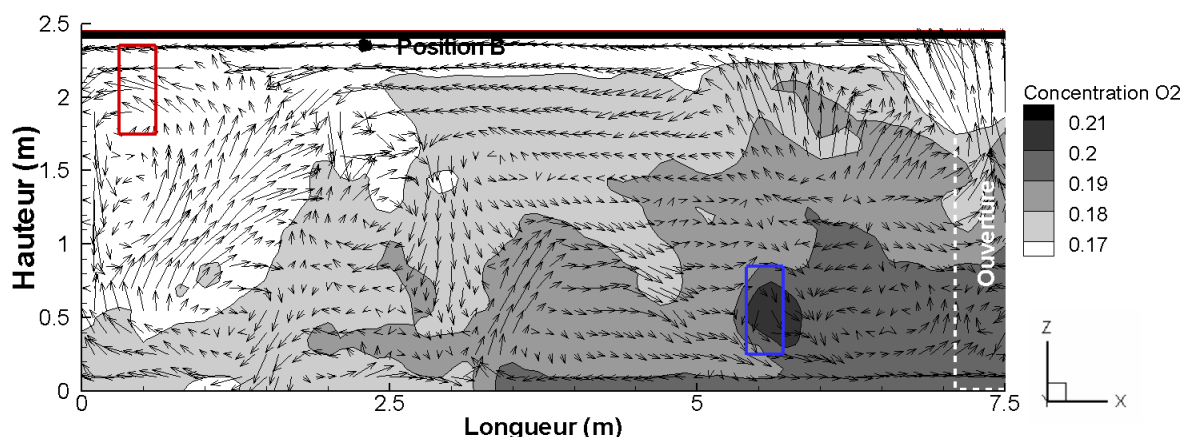 2.5
Position B
2
1.5
1
0.5
0
Hauteur (m)
0
2.5
5
7.5
Longueur (m)
Ouverture
Concentration O2
0.21
0.2
0.19
0.18
0.17
Z
Y
X